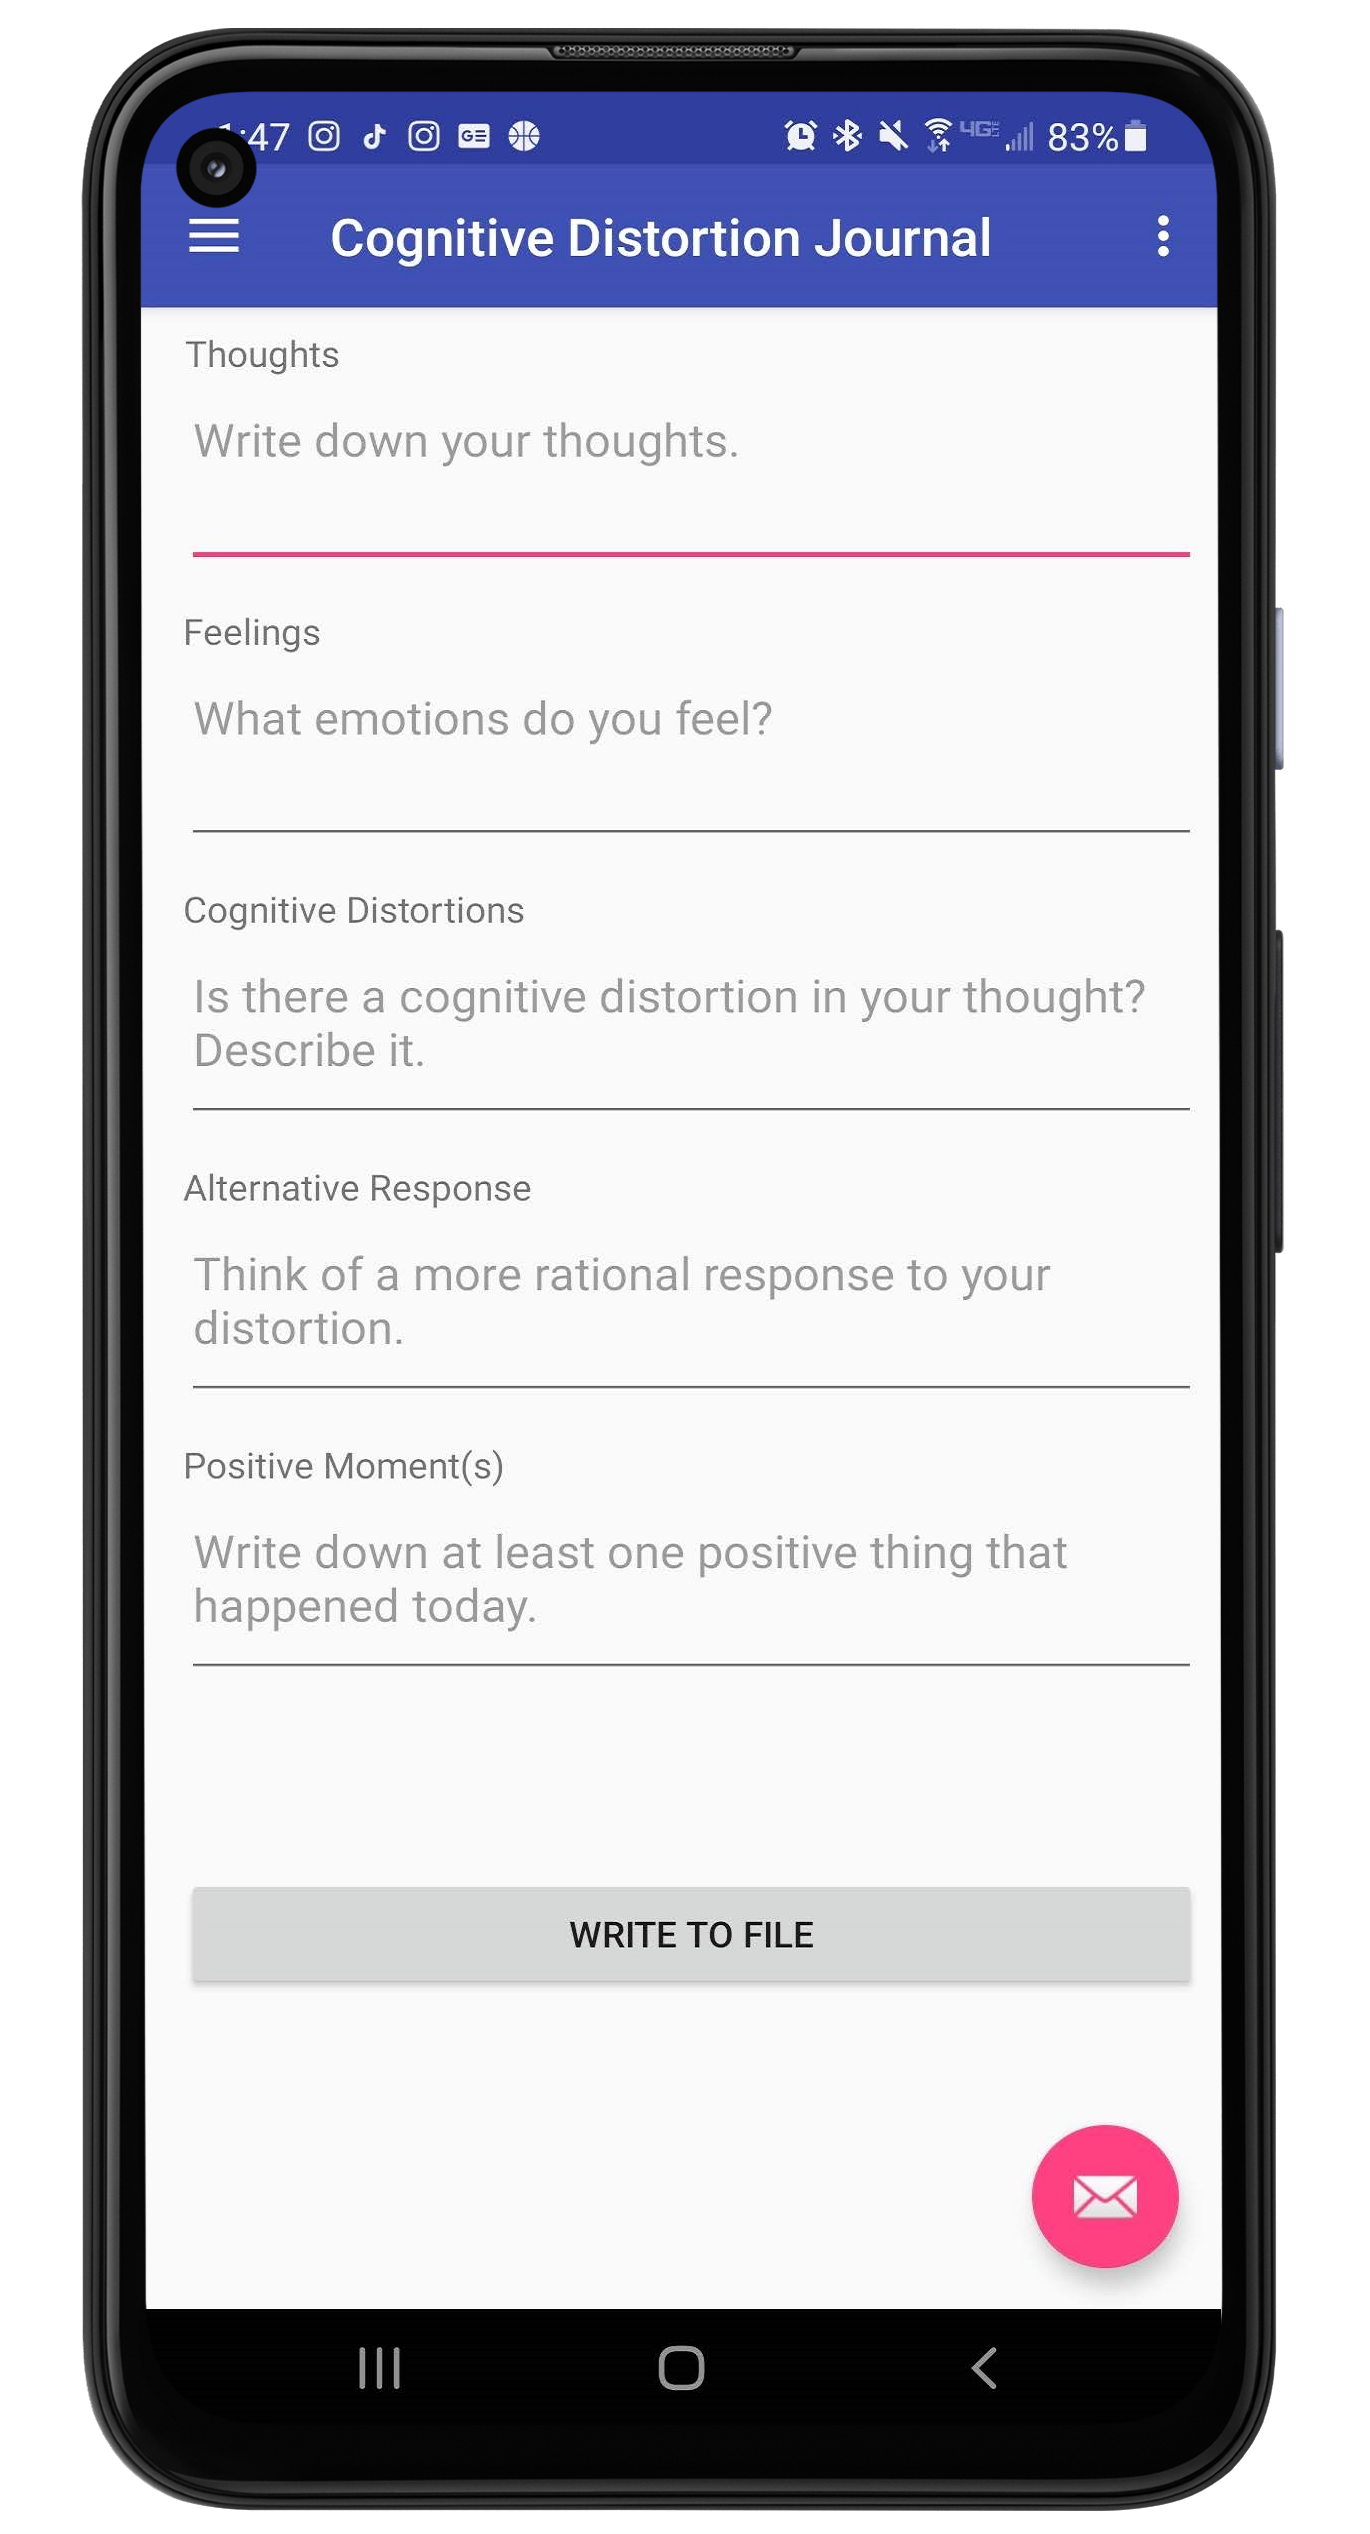 :47 GE 4GE 83%
Cognitive Distortion Journal
Thoughts
Write down your thoughts.
Feelings
What emotions do you feel?
Cognitive Distortions
Is there a cognitive distortion in your thought?
Describe it.
Alternative Response
Think of a more rational response to your
distortion.
Positive Moment(s)
Write down at least one positive thing that
happened today.
WRITE TO FILE